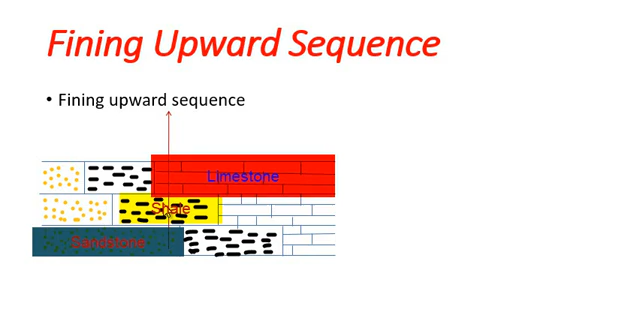 Fining Upward Sequence
• Fining upward sequence
Limestone
Shale
Sandstone